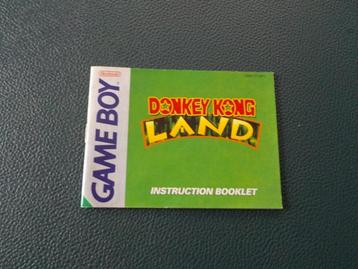 Nintendo
GAME BOY
DONKEY KONG
LAND
INSTRUCTION BOOKLET